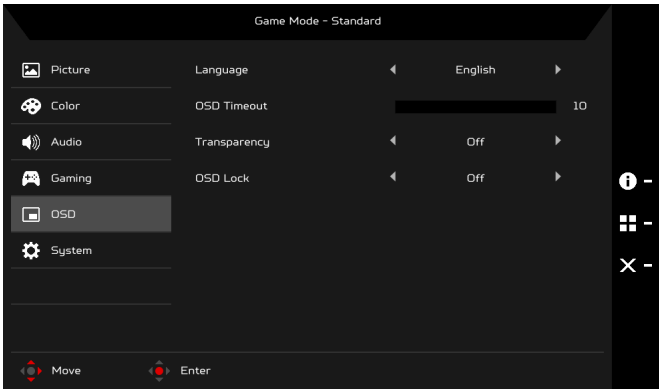 Game Mode - Standard
Picture
Language English
Color
OSD Timeout 10
Audio
Transparency Off
Gaming
OSD Lock Off
OSD
System
Move Enter